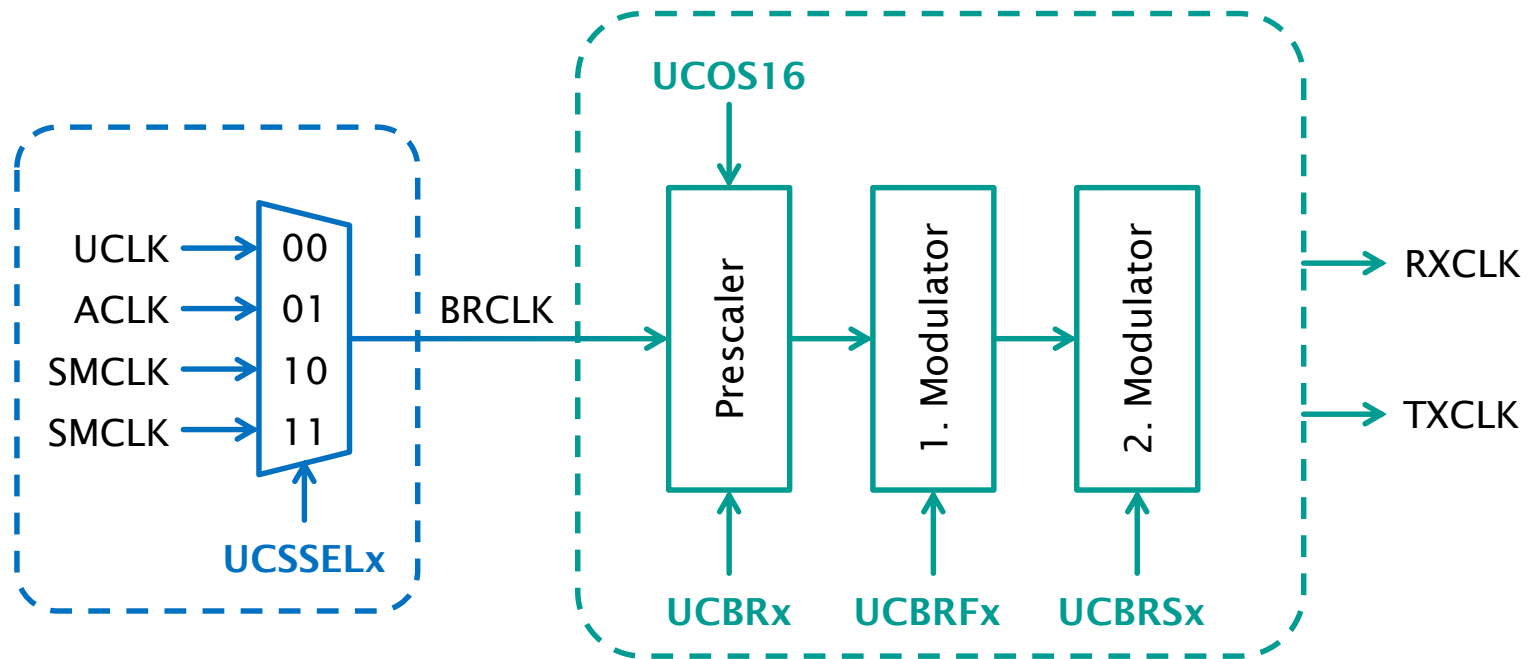 UCOS16
UCLK
00
ACLK
01
SMCLK
10
SMCLK
11
UCSSELx
BRCLK
Prescaler
1. Modulator
2. Modulator
UCBRx
UCBRFx
UCBRSx
RXCLK
TXCLK